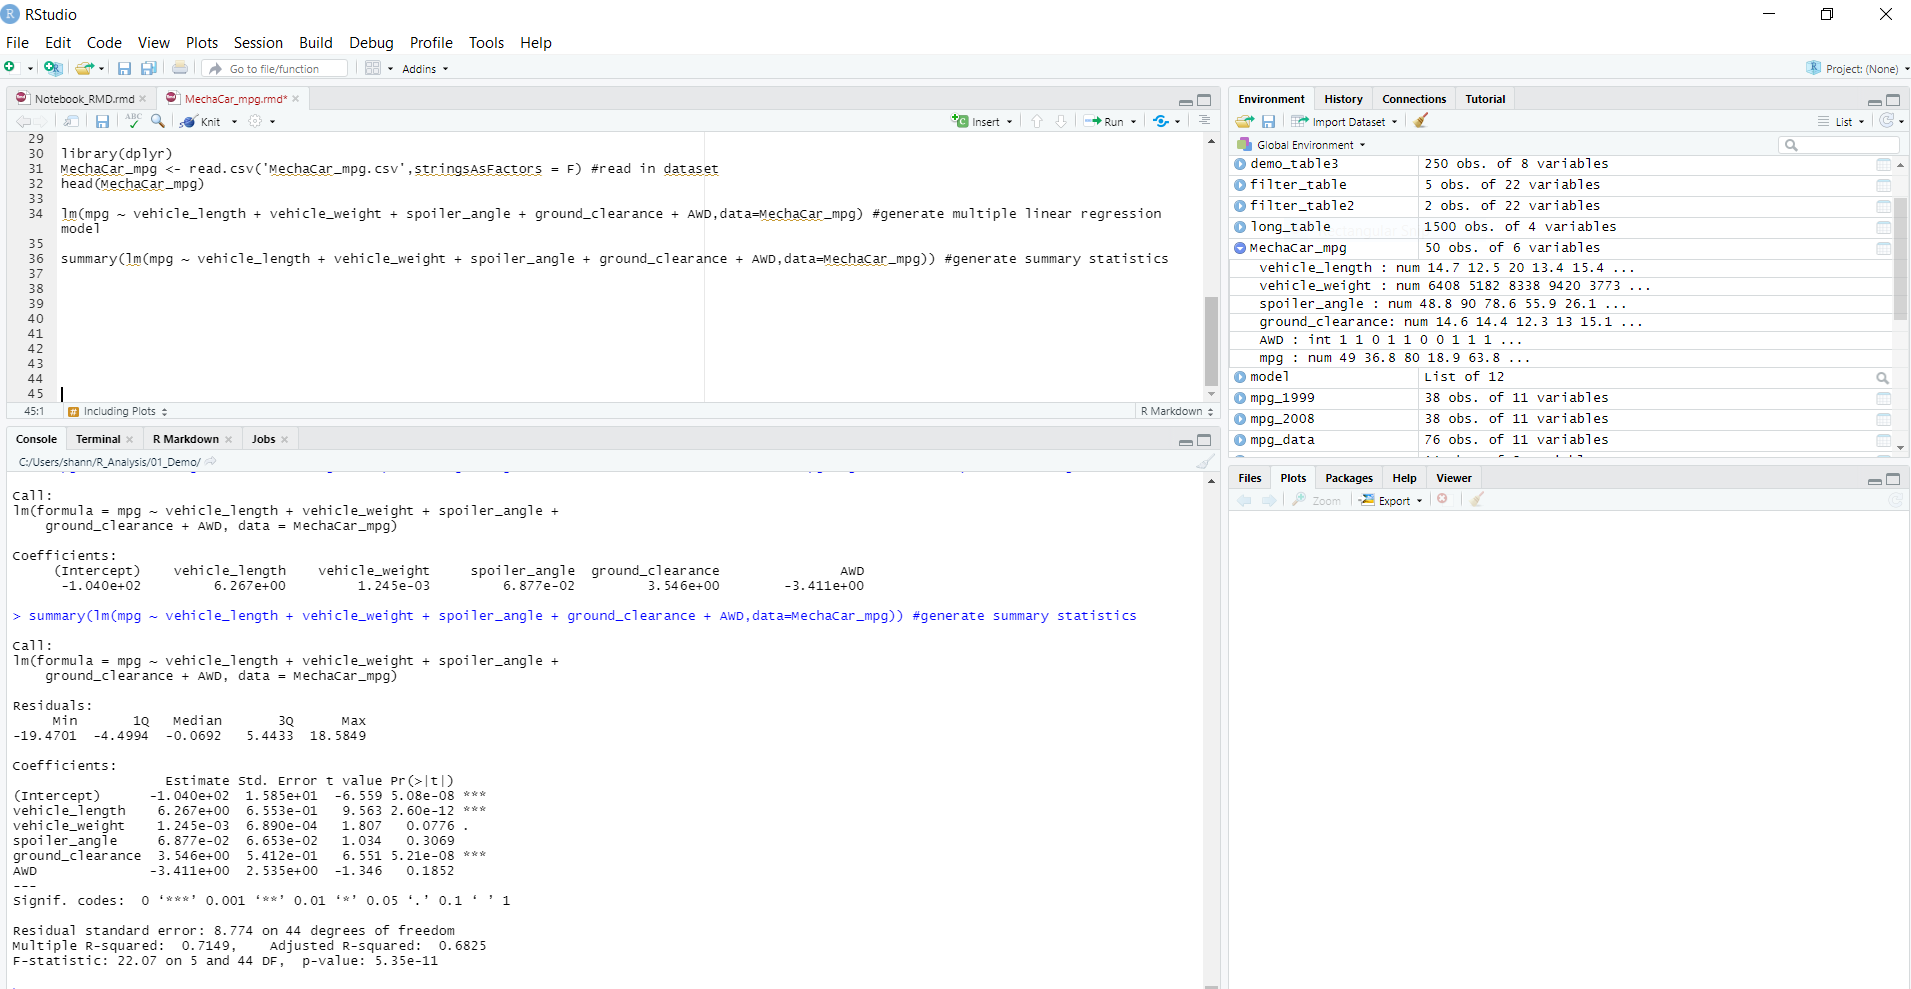 RStudio
File Edit Code View Plots Session Build Debug Profile Tools Help
Go to file/function Addins Project: (None)
Notebook_RMD.rmd MechaCar_mpg.rmd*
ABC Knit Insert Run
29
30 library(dplyr)
31 MechaCar_mpg <- read.csv('MechaCar_mpg.csv',stringsAsFactors = F) #read in dataset
32 head(MechaCar_mpg)
33
34 lm(mpg ~ vehicle_length + vehicle_weight + spoiler_angle + ground_clearance + AWD,data=MechaCar_mpg) #generate multiple linear regression
model
35
36 summary(lm(mpg ~ vehicle_length + vehicle_weight + spoiler_angle + ground_clearance + AWD,data=MechaCar_mpg)) #generate summary statistics
37
38
39
40
41
42
43
44
45
45:1 # Including Plots R Markdown
Console Terminal R Markdown Jobs
C:/Users/shann/R_Analysis/01_Demo/
Call:
lm(formula = mpg ~ vehicle_length + vehicle_weight + spoiler_angle +
ground_clearance + AWD, data = MechaCar_mpg)
Coefficients:
(Intercept) vehicle_length vehicle_weight spoiler_angle ground_clearance AWD
-1.040e+02 6.267e+00 1.245e-03 6.877e-02 3.546e+00 -3.411e+00
> summary(lm(mpg ~ vehicle_length + vehicle_weight + spoiler_angle + ground_clearance + AWD,data=MechaCar_mpg)) #generate summary statistics
Call:
lm(formula = mpg ~ vehicle_length + vehicle_weight + spoiler_angle +
ground_clearance + AWD, data = MechaCar_mpg)
Residuals:
Min 1Q Median 3Q Max
-19.4701 -4.4994 -0.0692 5.4433 18.5849
Coefficients:
Estimate Std. Error t value Pr(>|t|)
(Intercept) -1.040e+02 1.585e+01 -6.559 5.08e-08 ***
vehicle_length 6.267e+00 6.553e-01 9.563 2.60e-12 ***
vehicle_weight 1.245e-03 6.890e-04 1.807 0.0776 .
spoiler_angle 6.877e-02 6.653e-02 1.034 0.3069
ground_clearance 3.546e+00 5.412e-01 6.551 5.21e-08 ***
AWD -3.411e+00 2.535e+00 -1.346 0.1852
---
Signif. codes: 0 ‘***’ 0.001 ‘**’ 0.01 ‘*’ 0.05 ‘.’ 0.1 ‘ ’ 1
Residual standard error: 8.774 on 44 degrees of freedom
Multiple R-squared: 0.7149, Adjusted R-squared: 0.6825
F-statistic: 22.07 on 5 and 44 DF, p-value: 5.35e-11
Environment History Connections Tutorial
Import Dataset List
Global Environment
demo_table3 250 obs. of 8 variables
filter_table 5 obs. of 22 variables
filter_table2 2 obs. of 22 variables
long_table 1500 obs. of 4 variables
MechaCar_mpg 50 obs. of 6 variables
vehicle_length : num 14.7 12.5 20 13.4 15.4 ...
vehicle_weight : num 6408 5182 8338 9420 3773 ...
spoiler_angle : num 48.8 90 78.6 55.9 26.1 ...
ground_clearance: num 14.6 14.4 12.3 13 15.1 ...
AWD : int 1 1 0 1 1 0 0 1 1 1 ...
mpg : num 49 36.8 80 18.9 63.8 ...
model List of 12
mpg_1999 38 obs. of 11 variables
mpg_2008 38 obs. of 11 variables
mpg_data 76 obs. of 11 variables
Files Plots Packages Help Viewer
Zoom Export